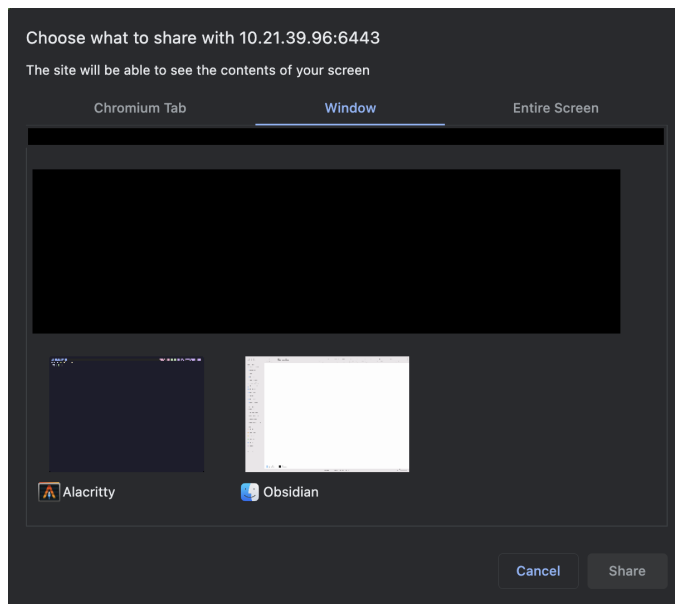 Choose what to share with 10.21.39.96:6443
The site will be able to see the contents of your screen
Chromium Tab Window Entire Screen
Alacritty Obsidian
Cancel Share